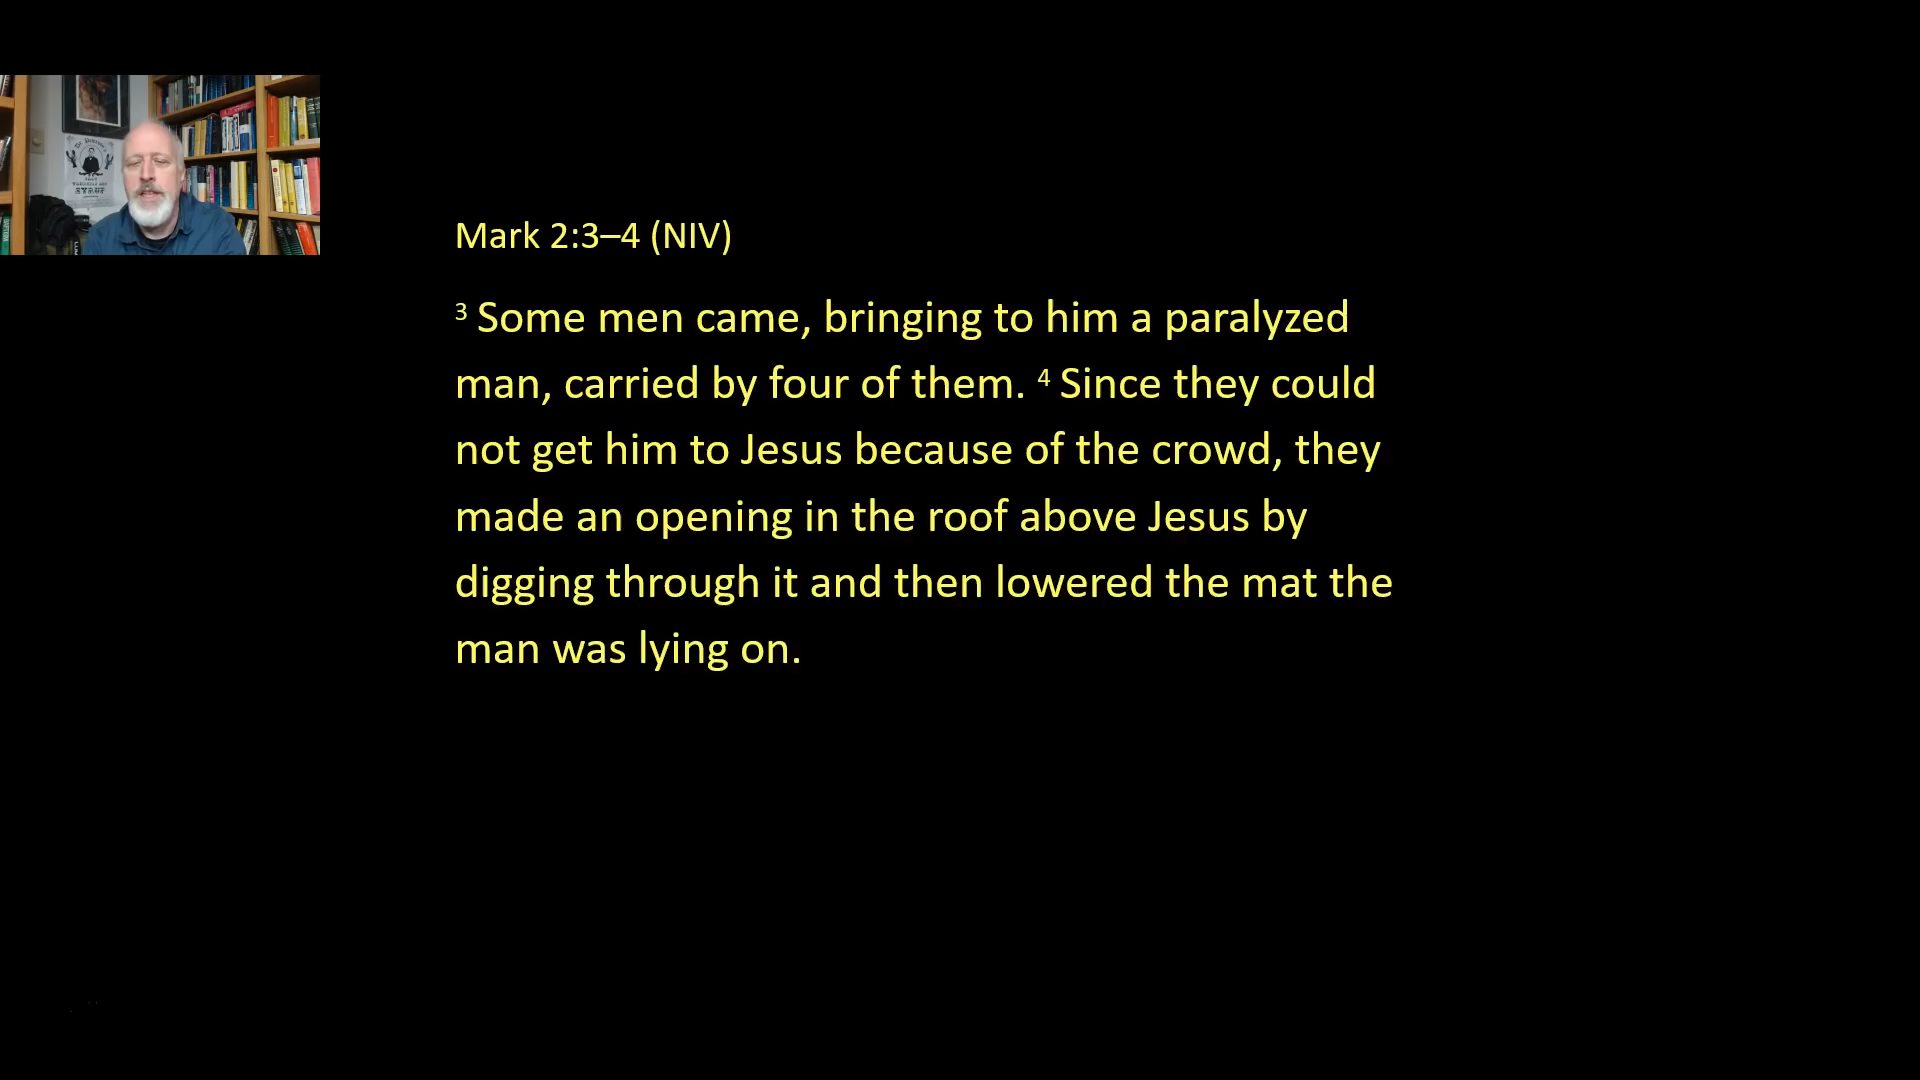 Mark 2:3–4 (NIV)
³ Some men came, bringing to him a paralyzed
man, carried by four of them. ⁴ Since they could
not get him to Jesus because of the crowd, they
made an opening in the roof above Jesus by
digging through it and then lowered the mat the
man was lying on.